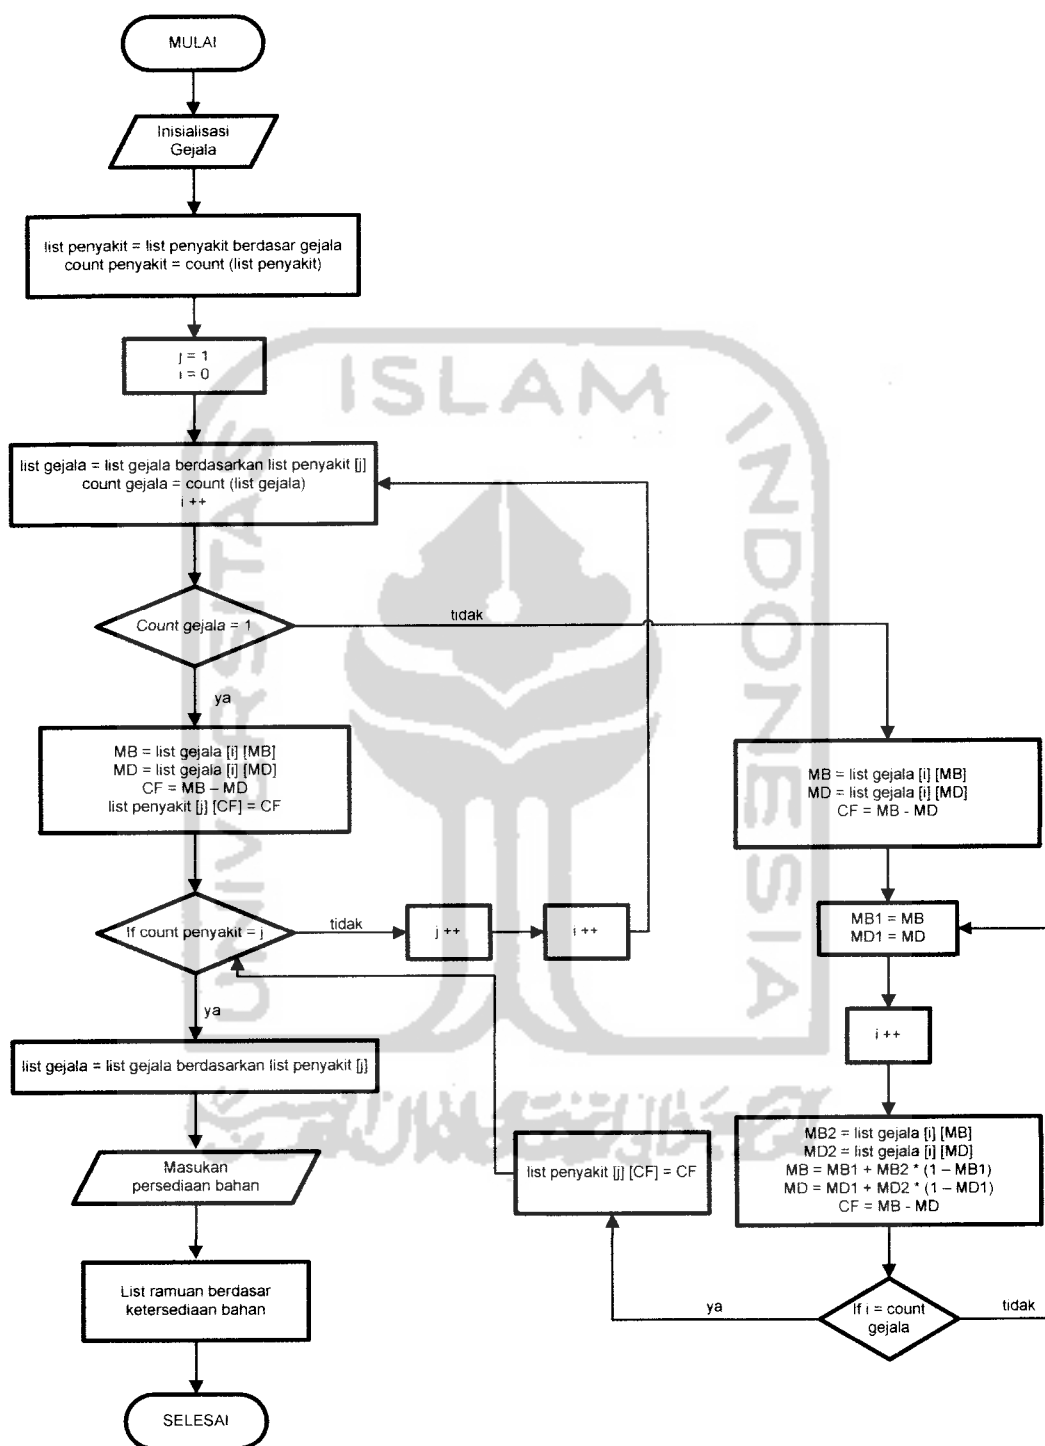 MULAI
Inisialisasi
Gejala
list penyakit = list penyakit berdasar gejala
count penyakit = count (list penyakit)
j = 1
i = 0
list gejala = list gejala berdasarkan list penyakit [j]
count gejala = count (list gejala)
i ++
Count gejala = 1
tidak
ya
MB = list gejala [i] [MB]
MD = list gejala [i] [MD]
CF = MB – MD
list penyakit [j] [CF] = CF
MB = list gejala [i] [MB]
MD = list gejala [i] [MD]
CF = MB - MD
If count penyakit = j
tidak
j ++
i ++
MB1 = MB
MD1 = MD
ya
i ++
list gejala = list gejala berdasarkan list penyakit [j]
MB2 = list gejala [i] [MB]
MD2 = list gejala [i] [MD]
MB = MB1 + MB2 * (1 – MB1)
MD = MD1 + MD2 * (1 – MD1)
CF = MB - MD
Masukan
persediaan bahan
list penyakit [j] [CF] = CF
List ramuan berdasar
ketersediaan bahan
ya
If i = count
gejala
tidak
SELESAI
UNIVERSITAS
ISLAM
INDONESIA